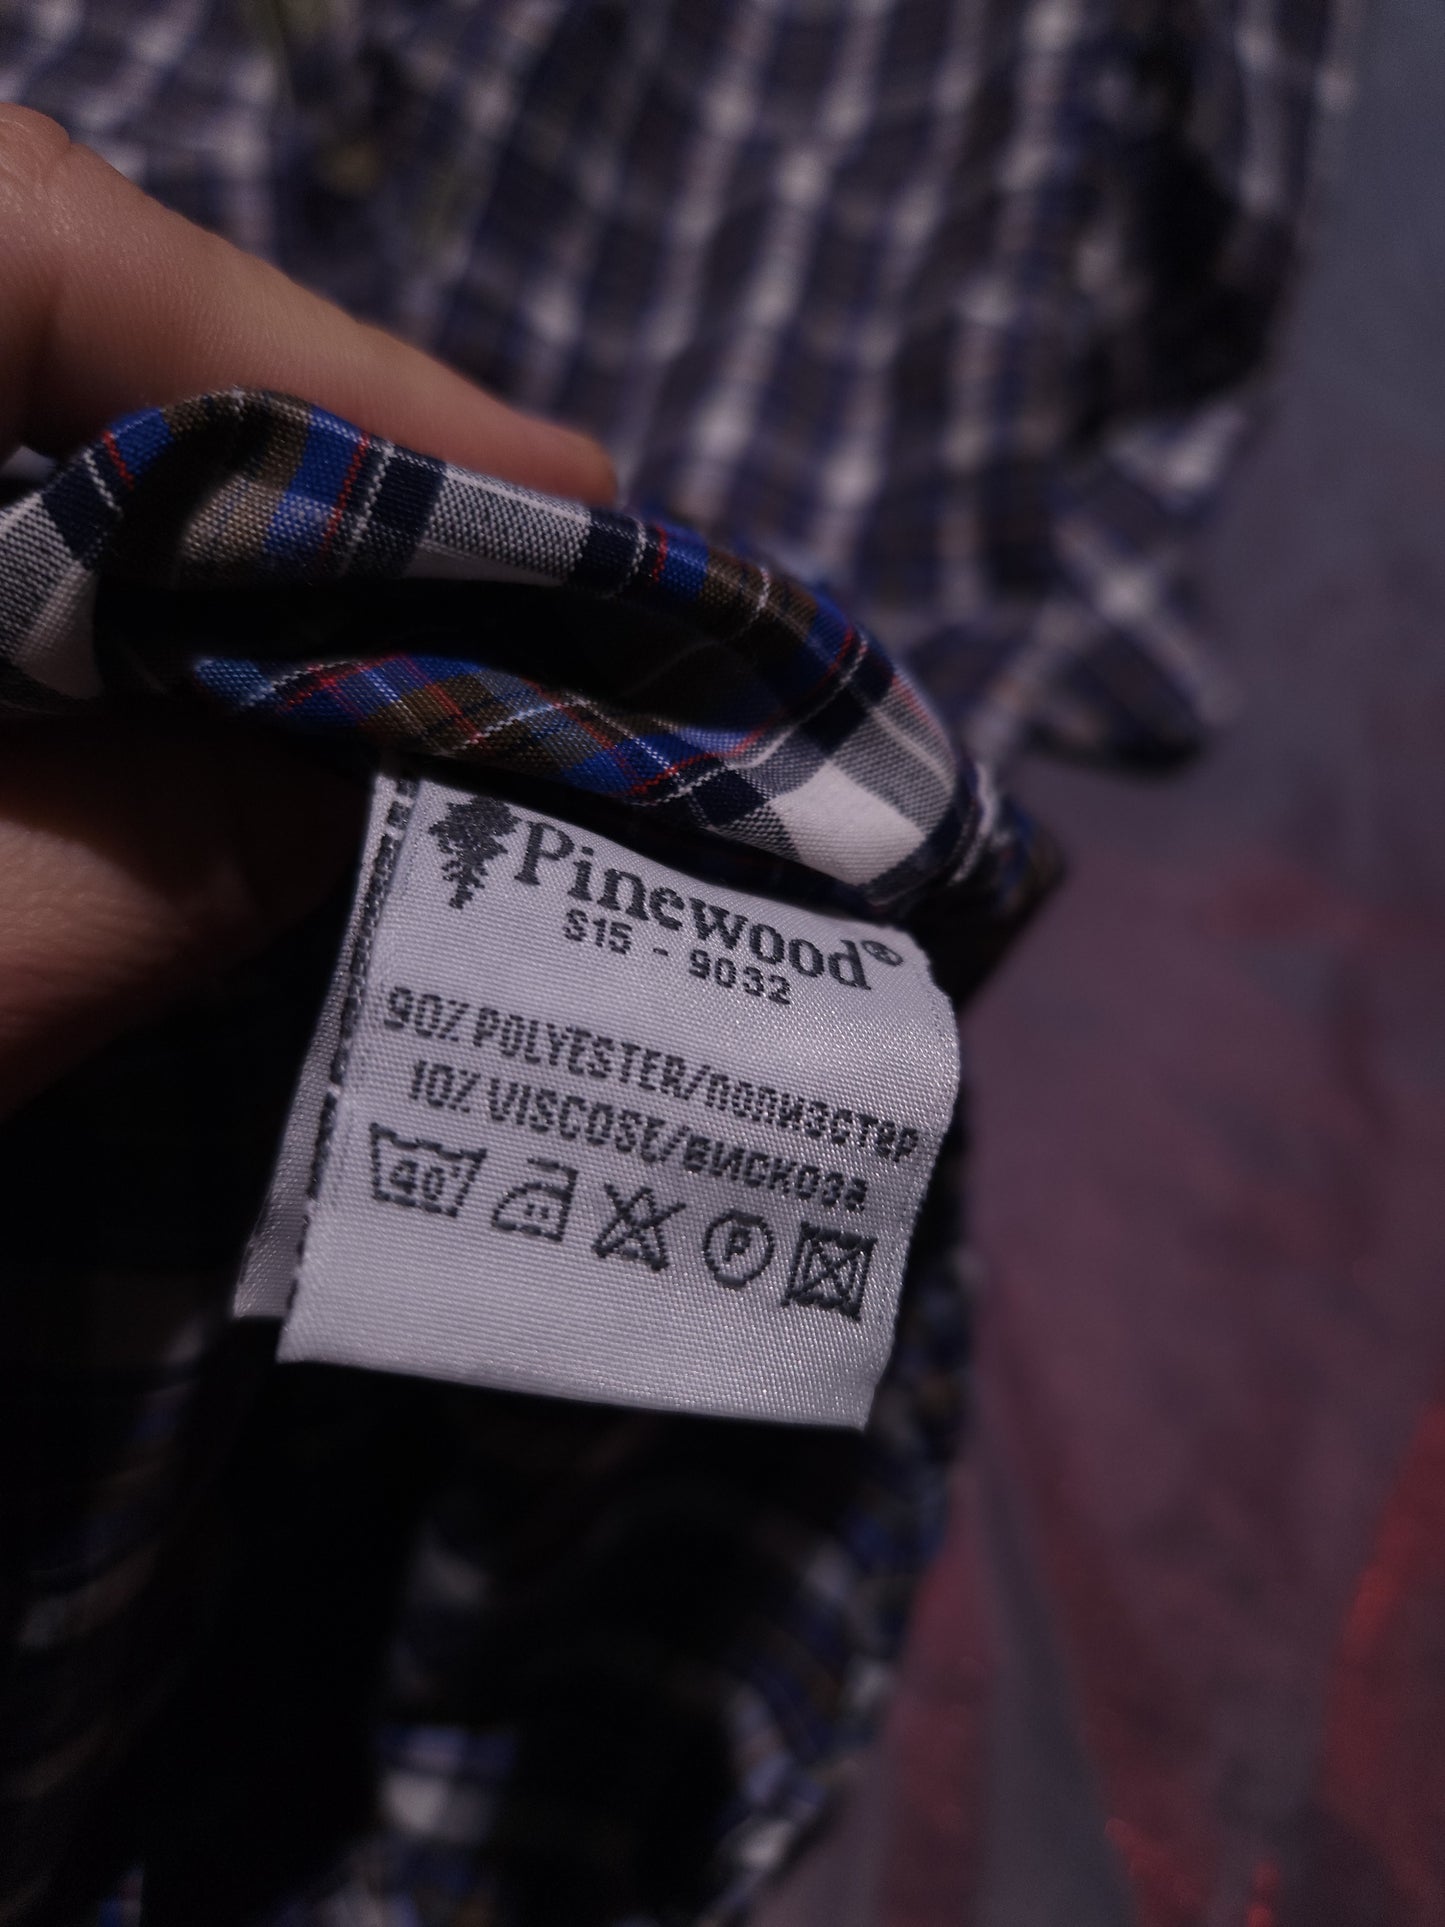 Pinewood®
S15 - 9032
90% POLYESTER/полиэстер
10% VISCOSE/вискоза
40°
P